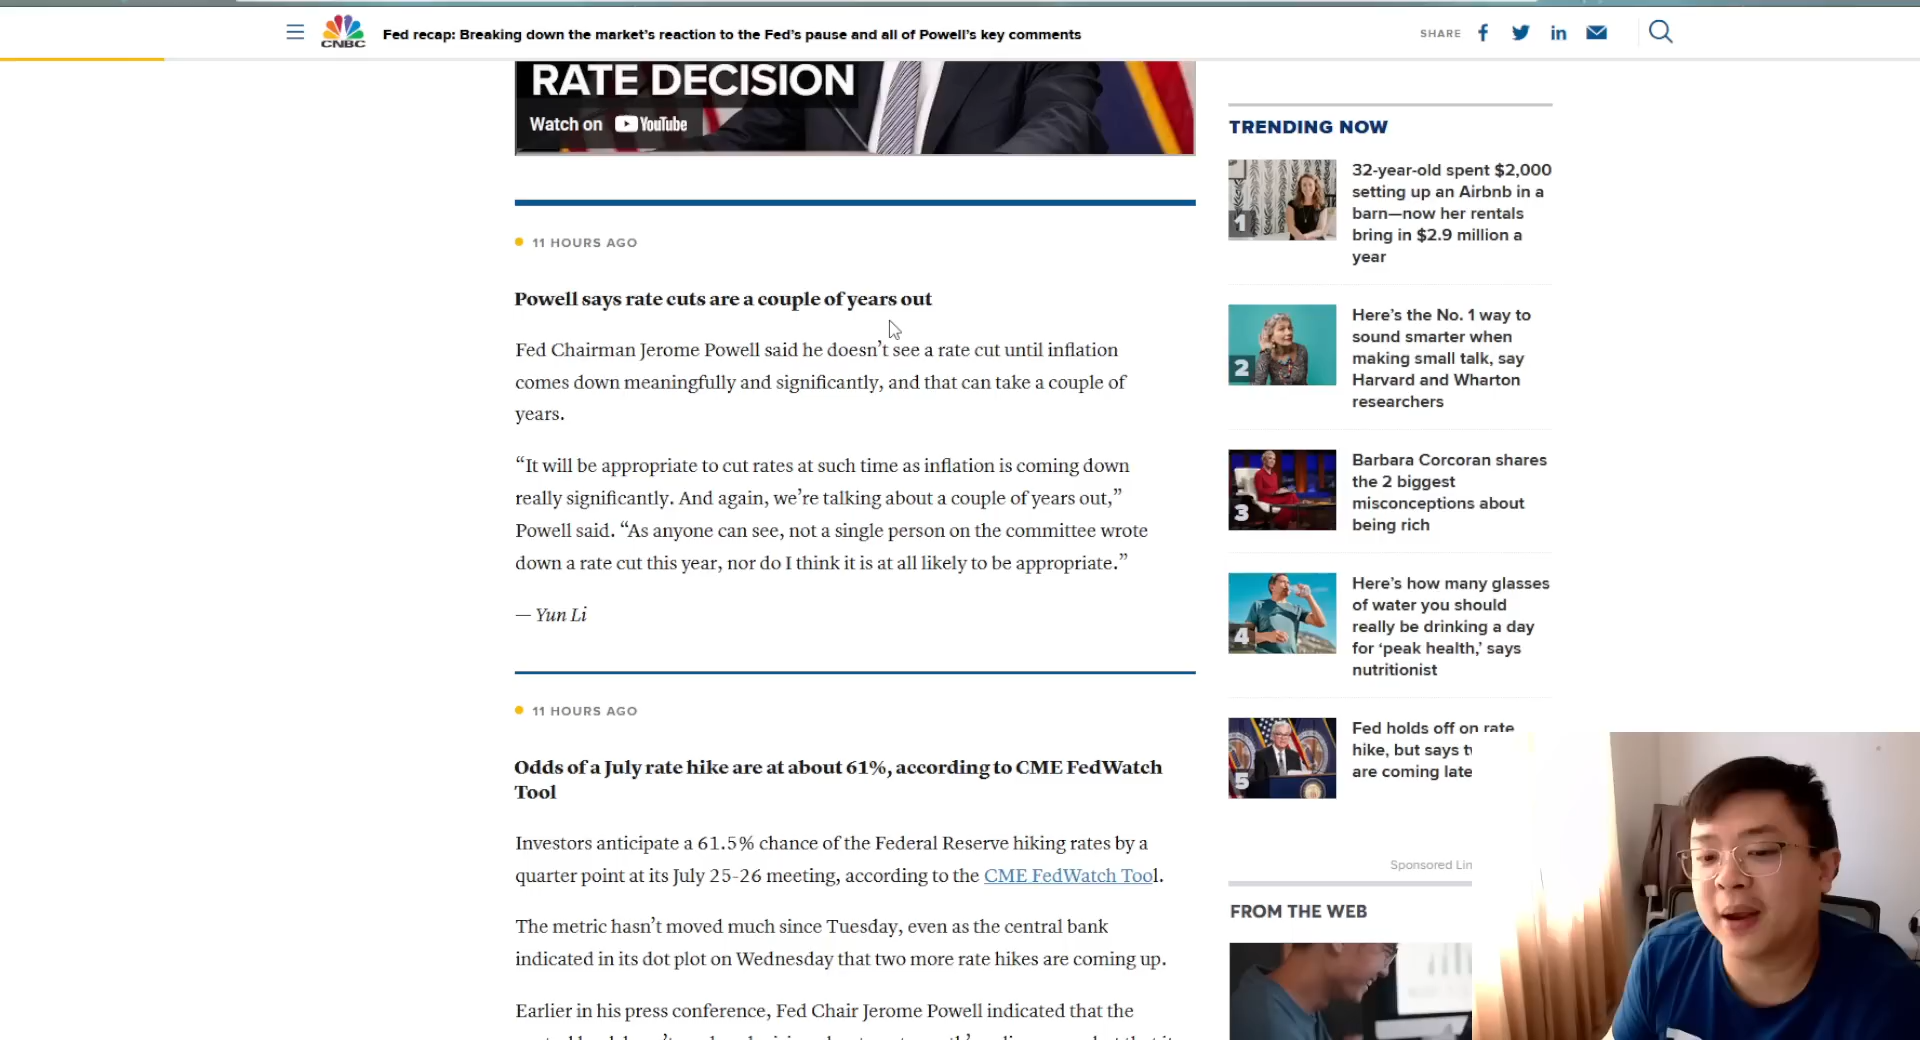 CNBC
Fed recap: Breaking down the market's reaction to the Fed's pause and all of Powell's key comments
SHARE
RATE DECISION
Watch on YouTube
11 HOURS AGO
Powell says rate cuts are a couple of years out
Fed Chairman Jerome Powell said he doesn't see a rate cut until inflation
comes down meaningfully and significantly, and that can take a couple of
years.
“It will be appropriate to cut rates at such time as inflation is coming down
really significantly. And again, we're talking about a couple of years out,”
Powell said. “As anyone can see, not a single person on the committee wrote
down a rate cut this year, nor do I think it is at all likely to be appropriate.”
— Yun Li
11 HOURS AGO
Odds of a July rate hike are at about 61%, according to CME FedWatch
Tool
Investors anticipate a 61.5% chance of the Federal Reserve hiking rates by a
quarter point at its July 25-26 meeting, according to the CME FedWatch Tool.
The metric hasn't moved much since Tuesday, even as the central bank
indicated in its dot plot on Wednesday that two more rate hikes are coming up.
Earlier in his press conference, Fed Chair Jerome Powell indicated that the
TRENDING NOW
1
32-year-old spent $2,000
setting up an Airbnb in a
barn—now her rentals
bring in $2.9 million a
year
2
Here's the No. 1 way to
sound smarter when
making small talk, say
Harvard and Wharton
researchers
3
Barbara Corcoran shares
the 2 biggest
misconceptions about
being rich
4
Here's how many glasses
of water you should
really be drinking a day
for ‘peak health,’ says
nutritionist
5
Fed holds off on rate
hike, but says
are coming
Sponsored
FROM THE WEB